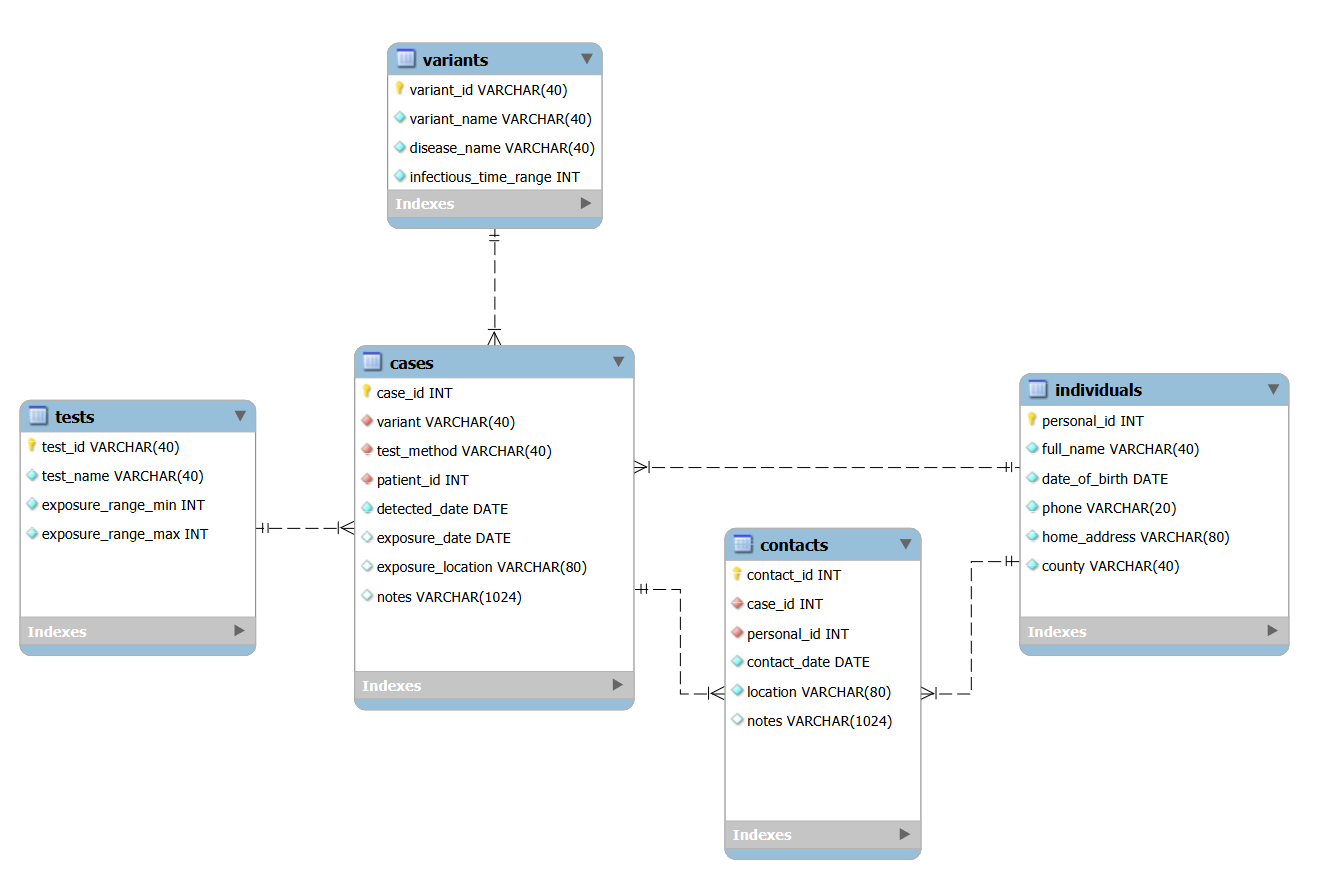 variants
variant_id VARCHAR(40)
variant_name VARCHAR(40)
disease_name VARCHAR(40)
infectious_time_range INT
Indexes
cases
case_id INT
variant VARCHAR(40)
test_method VARCHAR(40)
patient_id INT
detected_date DATE
exposure_date DATE
exposure_location VARCHAR(80)
notes VARCHAR(1024)
Indexes
tests
test_id VARCHAR(40)
test_name VARCHAR(40)
exposure_range_min INT
exposure_range_max INT
Indexes
individuals
personal_id INT
full_name VARCHAR(40)
date_of_birth DATE
phone VARCHAR(20)
home_address VARCHAR(80)
county VARCHAR(40)
Indexes
contacts
contact_id INT
case_id INT
personal_id INT
contact_date DATE
location VARCHAR(80)
notes VARCHAR(1024)
Indexes